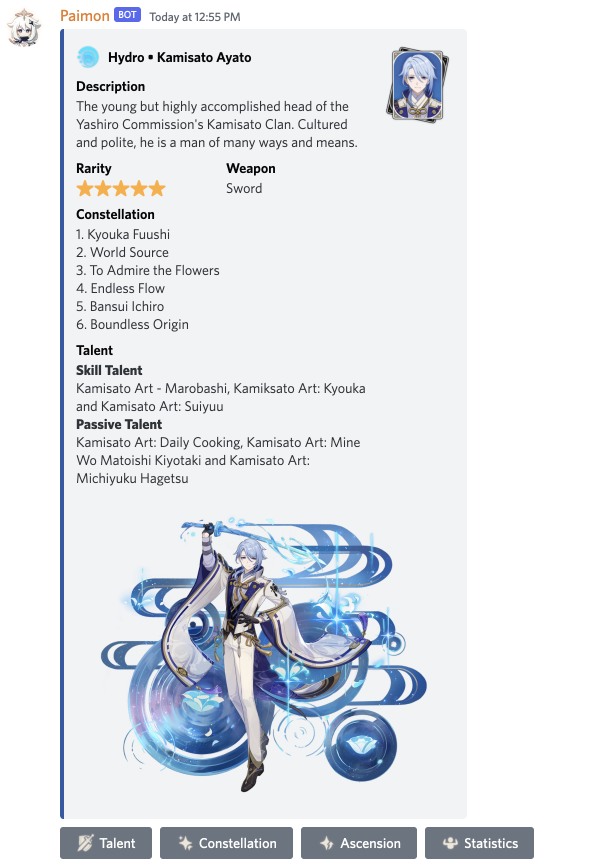 Paimon BOT Today at 12:55 PM
Hydro • Kamisato Ayato
Description
The young but highly accomplished head of the
Yashiro Commission's Kamisato Clan. Cultured
and polite, he is a man of many ways and means.
Rarity Weapon
Sword
Constellation
1. Kyouka Fuushi
2. World Source
3. To Admire the Flowers
4. Endless Flow
5. Bansui Ichiro
6. Boundless Origin
Talent
Skill Talent
Kamisato Art - Marobashi, Kamiksato Art: Kyouka
and Kamisato Art: Suiyuu
Passive Talent
Kamisato Art: Daily Cooking, Kamisato Art: Mine
Wo Matoishi Kiyotaki and Kamisato Art:
Michiyuku Hagetsu
Talent Constellation Ascension Statistics